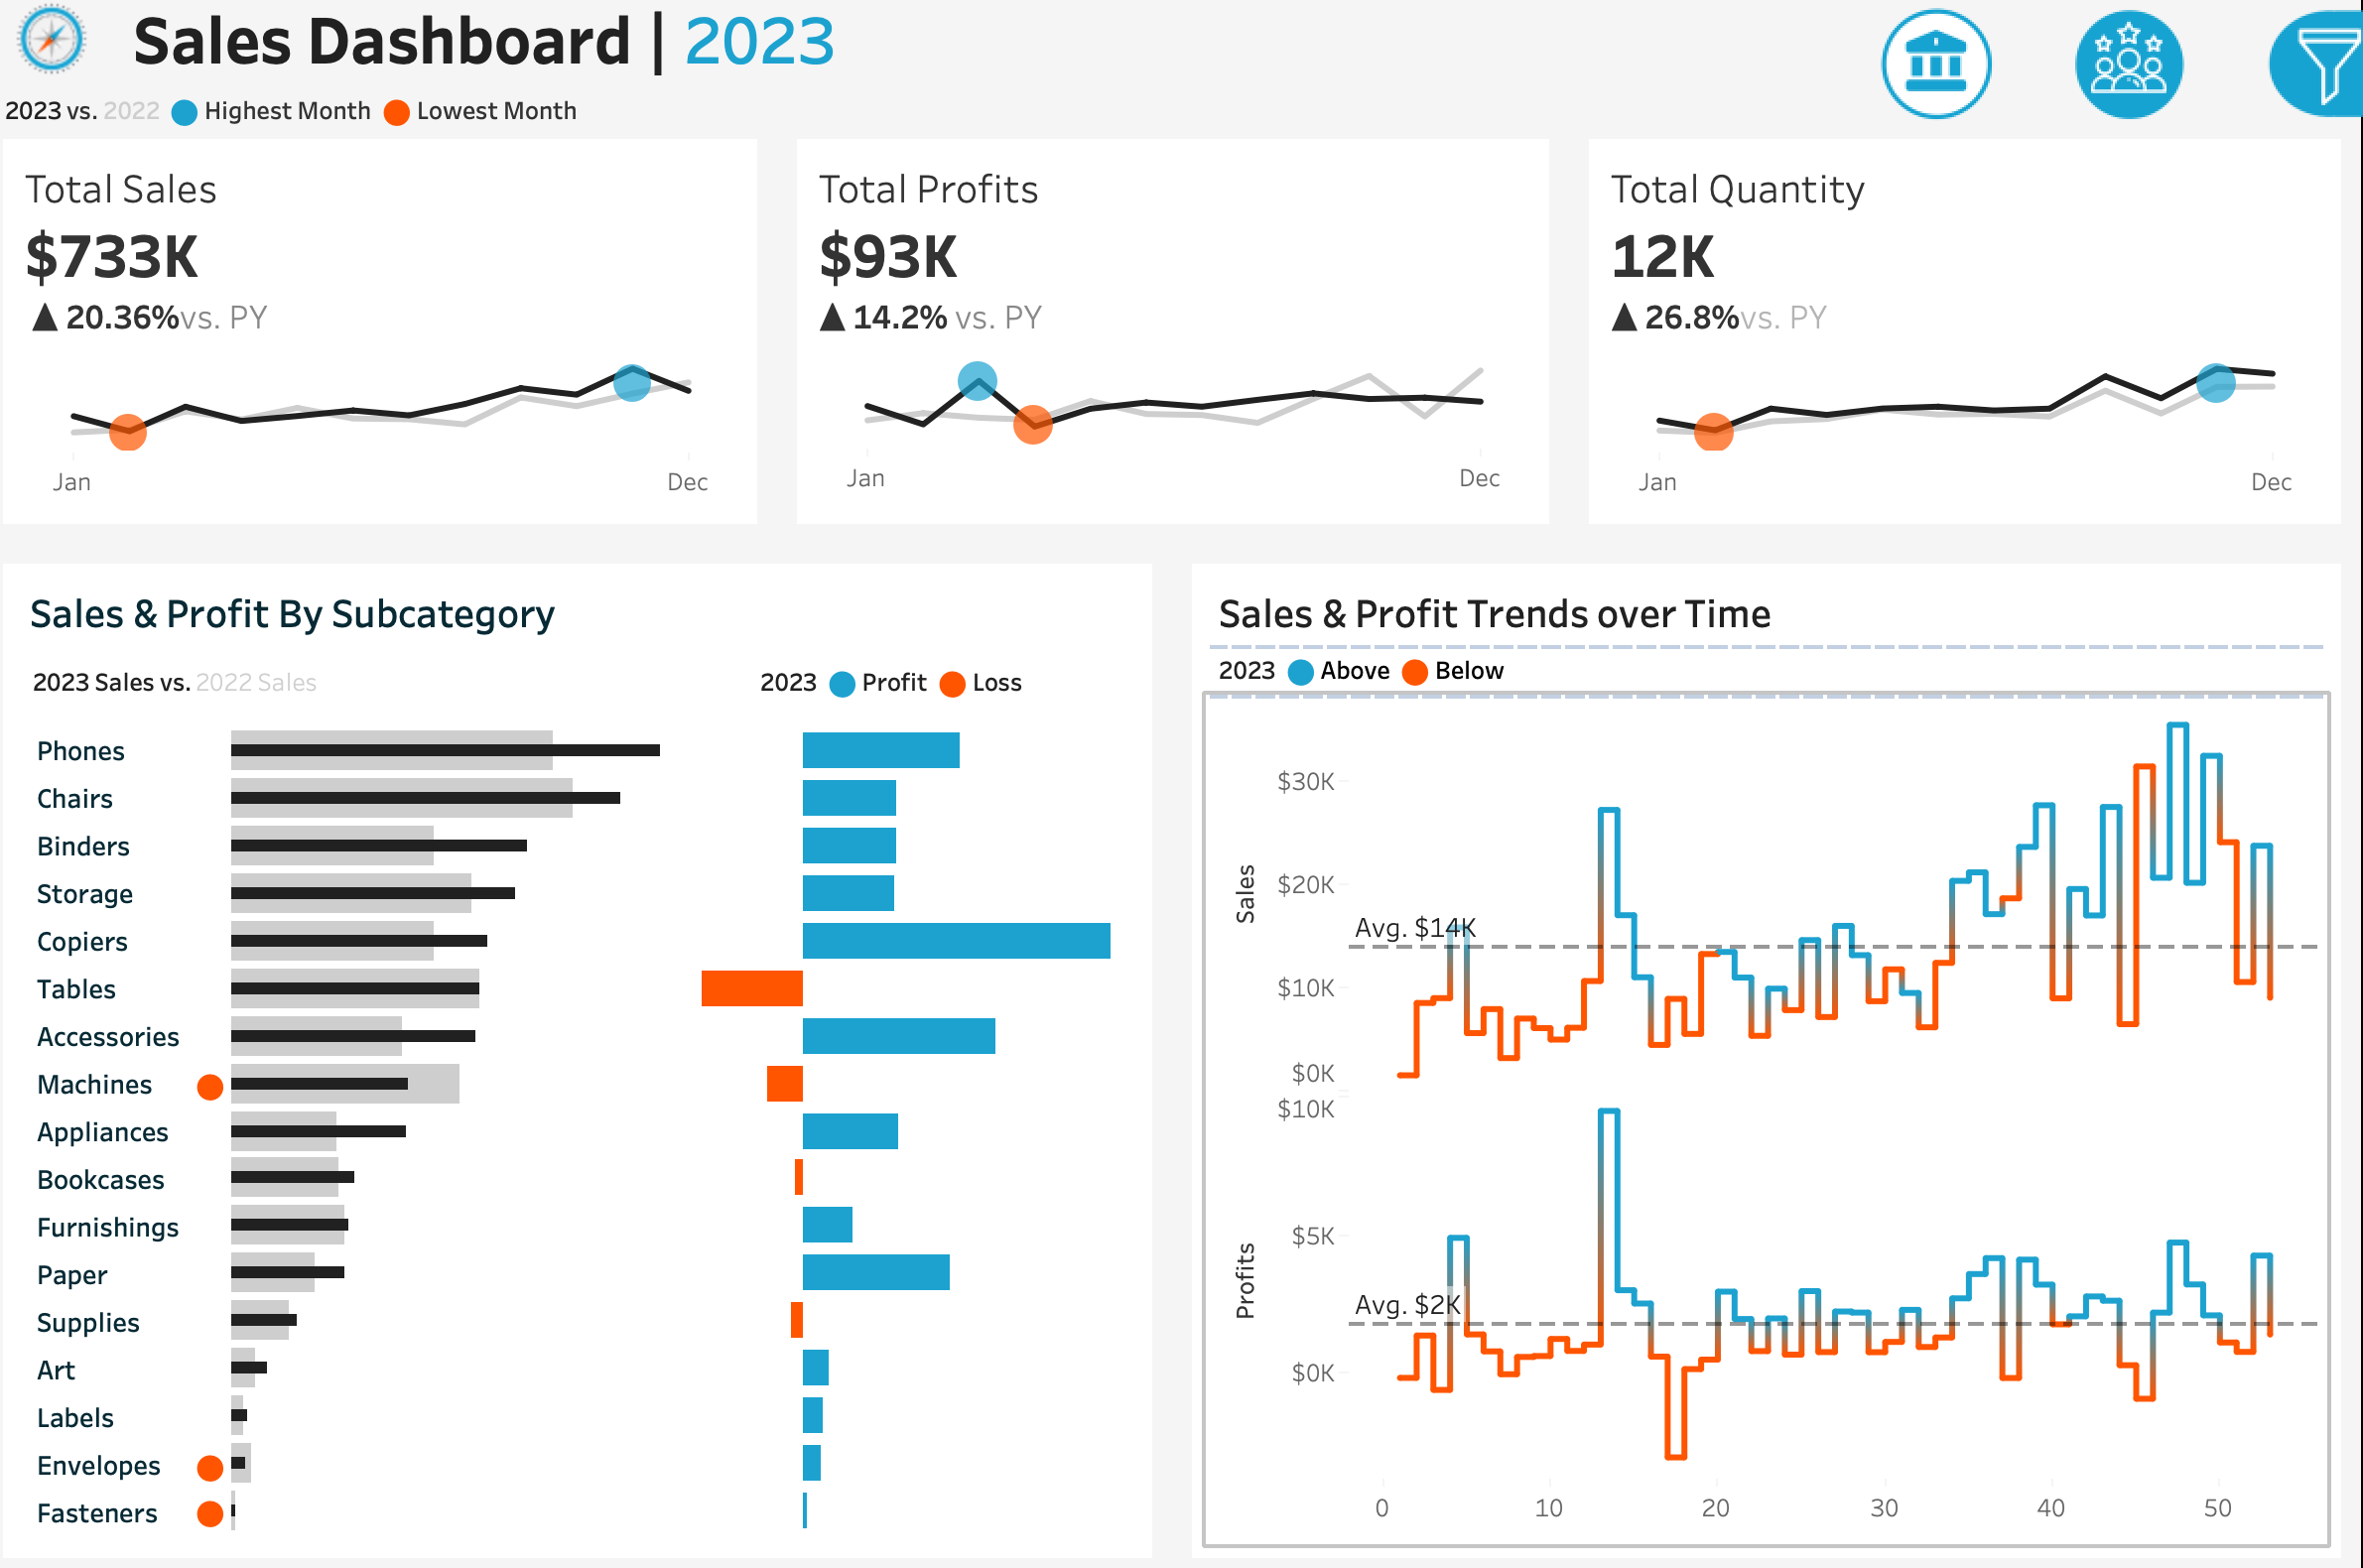 Sales Dashboard | 2023
2023 vs. 2022 Highest Month Lowest Month
Total Sales
$733K
▲ 20.36% vs. PY
Jan Dec
Total Profits
$93K
▲ 14.2% vs. PY
Jan Dec
Total Quantity
12K
▲ 26.8% vs. PY
Jan Dec
Sales & Profit By Subcategory
2023 Sales vs. 2022 Sales
2023 Profit Loss
Phones
Chairs
Binders
Storage
Copiers
Tables
Accessories
Machines
Appliances
Bookcases
Furnishings
Paper
Supplies
Art
Labels
Envelopes
Fasteners
Sales & Profit Trends over Time
2023 Above Below
Sales
$30K
$20K
Avg. $14K
$10K
$0K
Profits
$10K
$5K
Avg. $2K
$0K
0 10 20 30 40 50